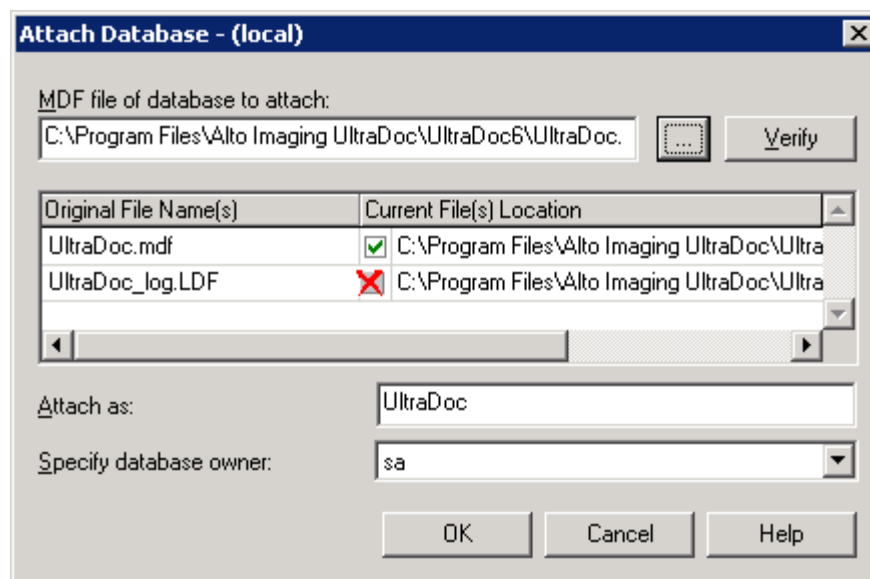 Attach Database - (local)
MDF file of database to attach:
C:\Program Files\Alto Imaging UltraDoc\UltraDoc6\UltraDoc.
...
Verify
Original File Name(s) Current File(s) Location
UltraDoc.mdf C:\Program Files\Alto Imaging UltraDoc\Ultra
UltraDoc_log.LDF C:\Program Files\Alto Imaging UltraDoc\Ultra
Attach as: UltraDoc
Specify database owner: sa
OK Cancel Help